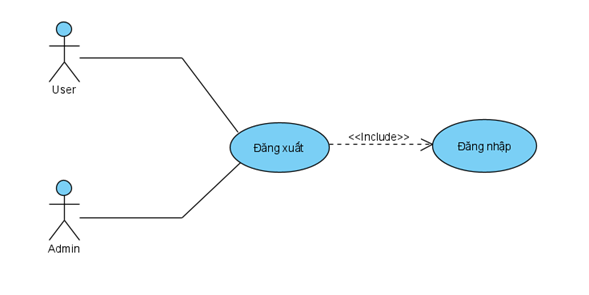 User
Đăng xuất
<<Include>>
Đăng nhập
Admin